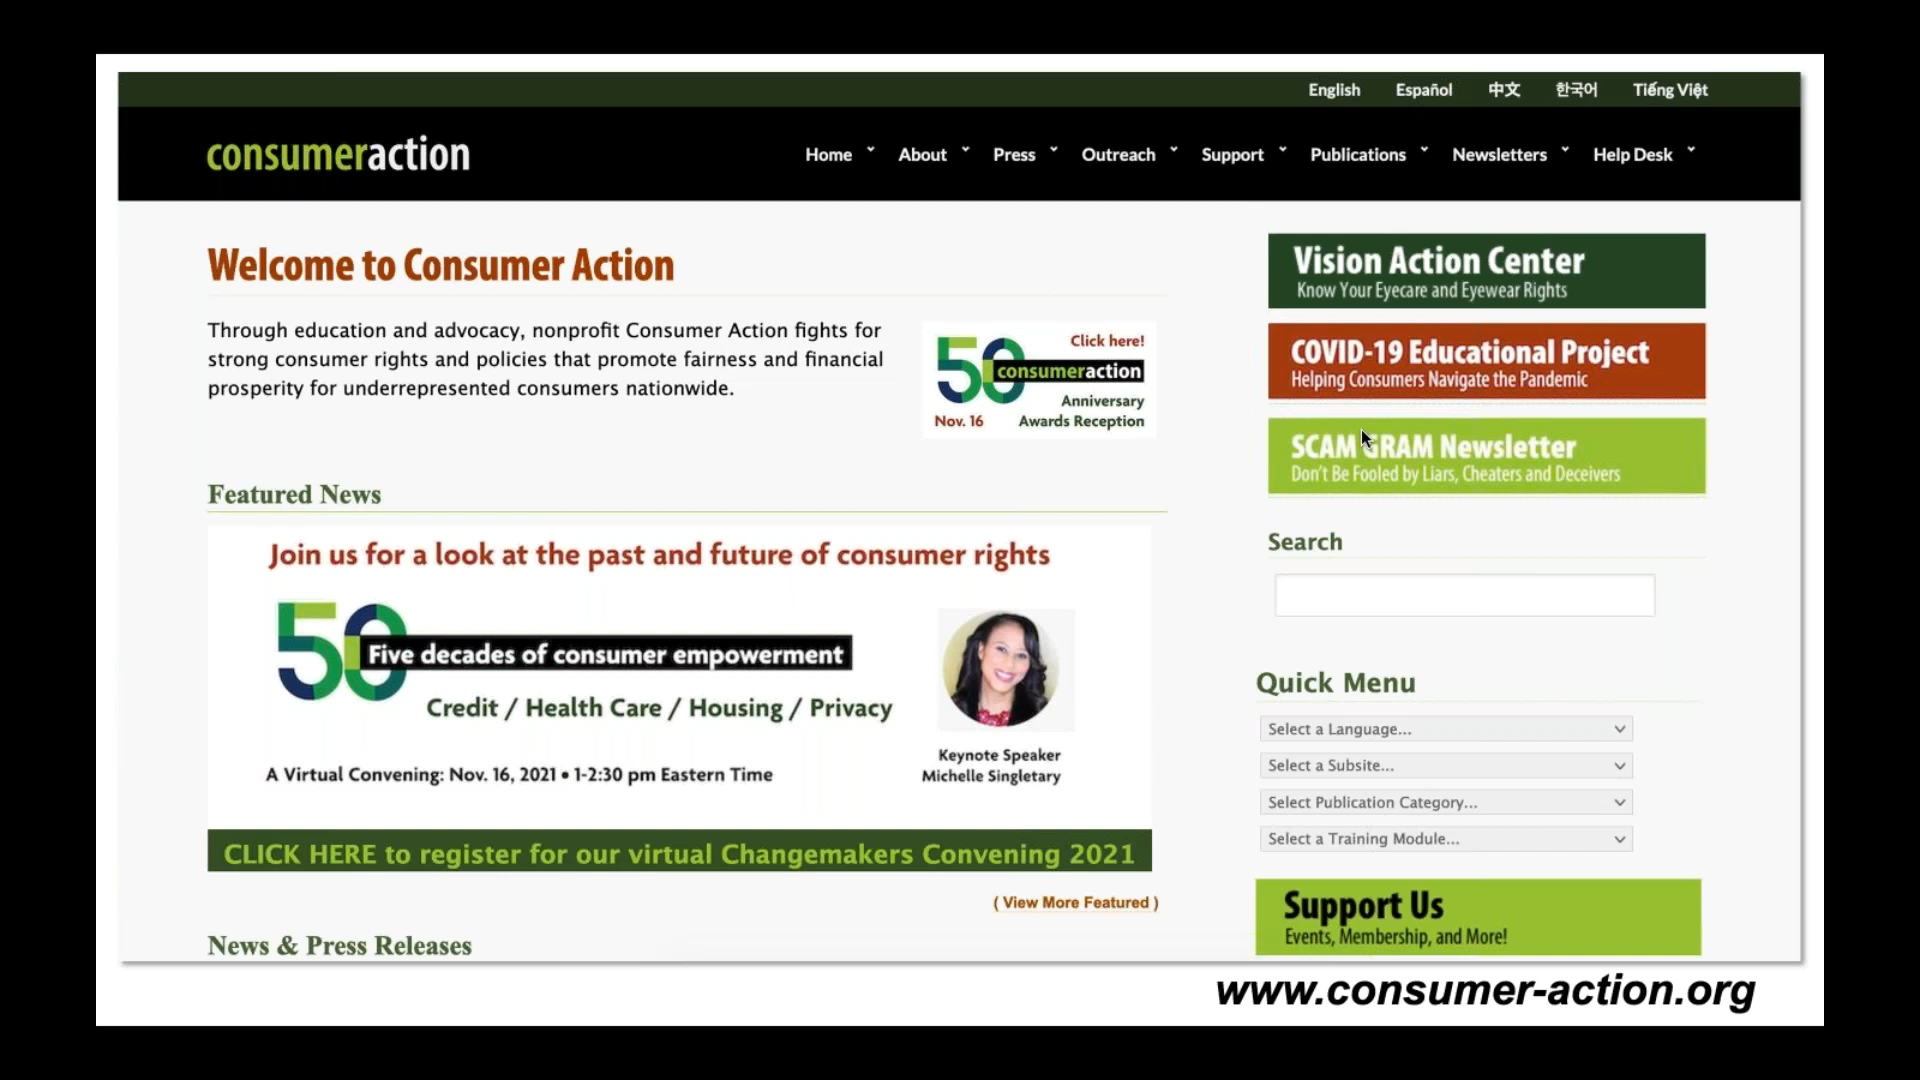 English Español 中文 한국어 Tiếng Việt
consumeraction
Home About Press Outreach Support Publications Newsletters Help Desk
Welcome to Consumer Action
Through education and advocacy, nonprofit Consumer Action fights for
strong consumer rights and policies that promote fairness and financial
prosperity for underrepresented consumers nationwide.
Click here!
50
consumeraction
Anniversary
Nov. 16 Awards Reception
Featured News
Join us for a look at the past and future of consumer rights
50
Five decades of consumer empowerment
Credit / Health Care / Housing / Privacy
A Virtual Convening: Nov. 16, 2021 • 1-2:30 pm Eastern Time
Keynote Speaker
Michelle Singletary
CLICK HERE to register for our virtual Changemakers Convening 2021
( View More Featured )
News & Press Releases
Vision Action Center
Know Your Eyecare and Eyewear Rights
COVID-19 Educational Project
Helping Consumers Navigate the Pandemic
SCAM GRAM Newsletter
Don't Be Fooled by Liars, Cheaters and Deceivers
Search
Quick Menu
Select a Language...
Select a Subsite...
Select Publication Category...
Select a Training Module...
Support Us
Events, Membership, and More!
www.consumer-action.org